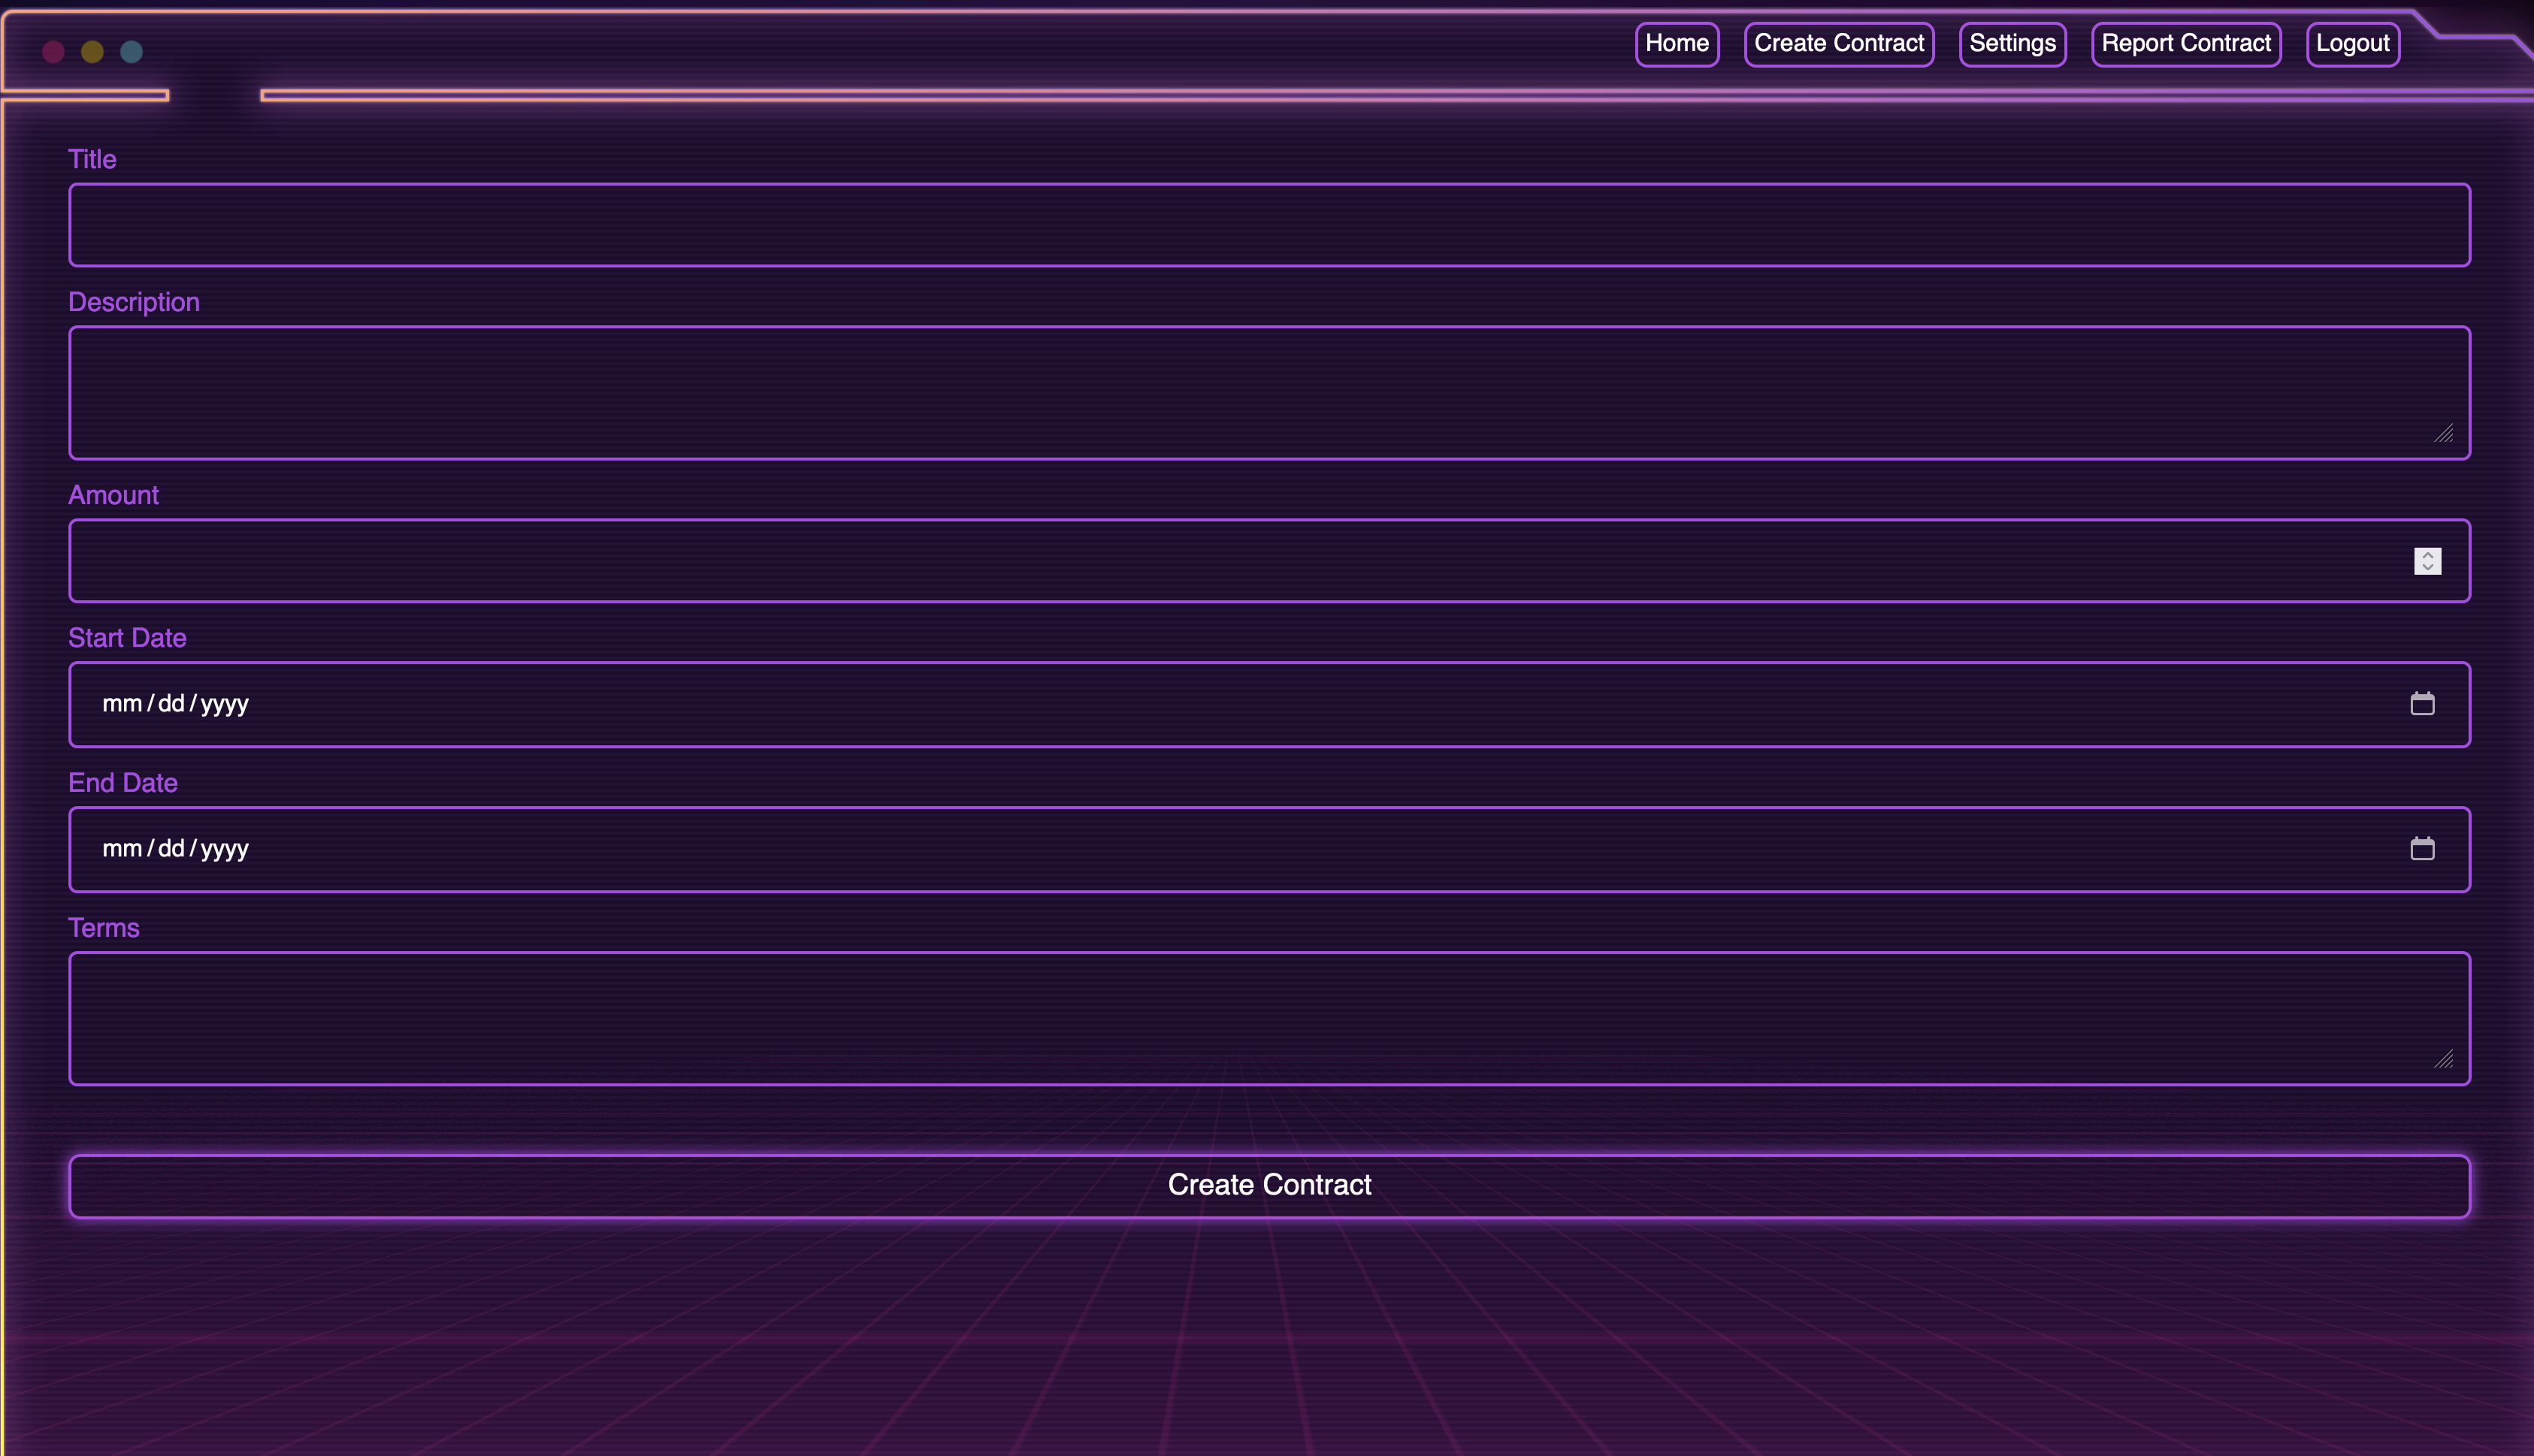 Home Create Contract Settings Report Contract Logout
Title
Description
Amount
Start Date
mm/dd/yyyy
End Date
mm/dd/yyyy
Terms
Create Contract